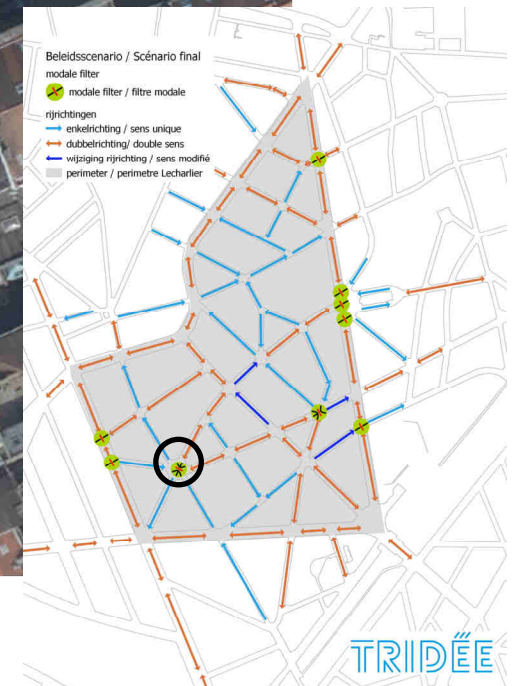 Beleidsscenario / Scénario final
modale filter
modale filter / filtre modale
rijrichtingen
enkelrichting / sens unique
dubbelrichting/ double sens
wijziging rijrichting / sens modifié
perimeter / perimetre Lecharlier
TRIDËE